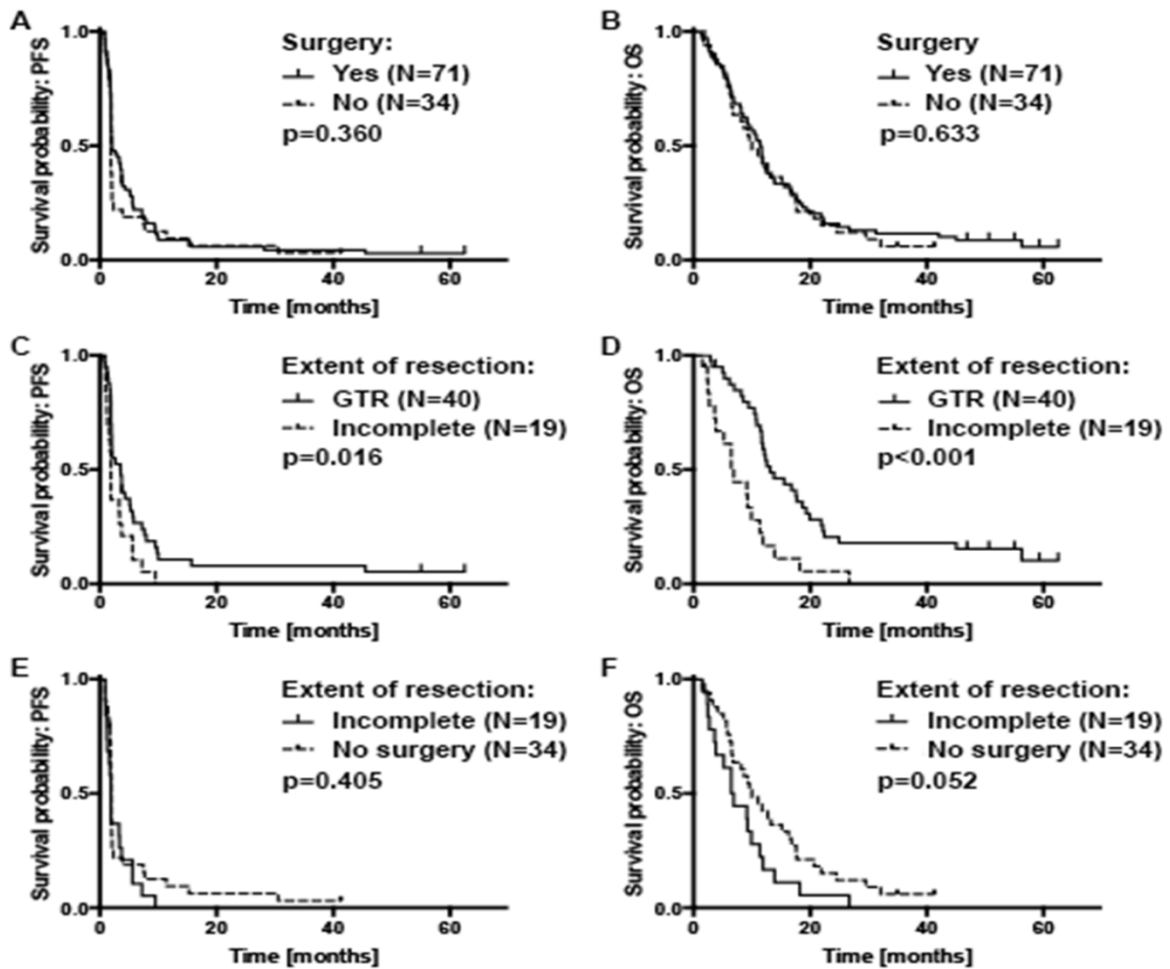 A
Survival probability: PFS
1.0
0.5
0.0
0
20
40
60
Time [months]
Surgery:
Yes (N=71)
No (N=34)
p=0.360
B
Survival probability: OS
1.0
0.5
0.0
0
20
40
60
Time [months]
Surgery
Yes (N=71)
No (N=34)
p=0.633
C
Survival probability: PFS
1.0
0.5
0.0
0
20
40
60
Time [months]
Extent of resection:
GTR (N=40)
Incomplete (N=19)
p=0.016
D
Survival probability: OS
1.0
0.5
0.0
0
20
40
60
Time [months]
Extent of resection:
GTR (N=40)
Incomplete (N=19)
p<0.001
E
Survival probability: PFS
1.0
0.5
0.0
0
20
40
60
Time [months]
Extent of resection:
Incomplete (N=19)
No surgery (N=34)
p=0.405
F
Survival probability: OS
1.0
0.5
0.0
0
20
40
60
Time [months]
Extent of resection:
Incomplete (N=19)
No surgery (N=34)
p=0.052